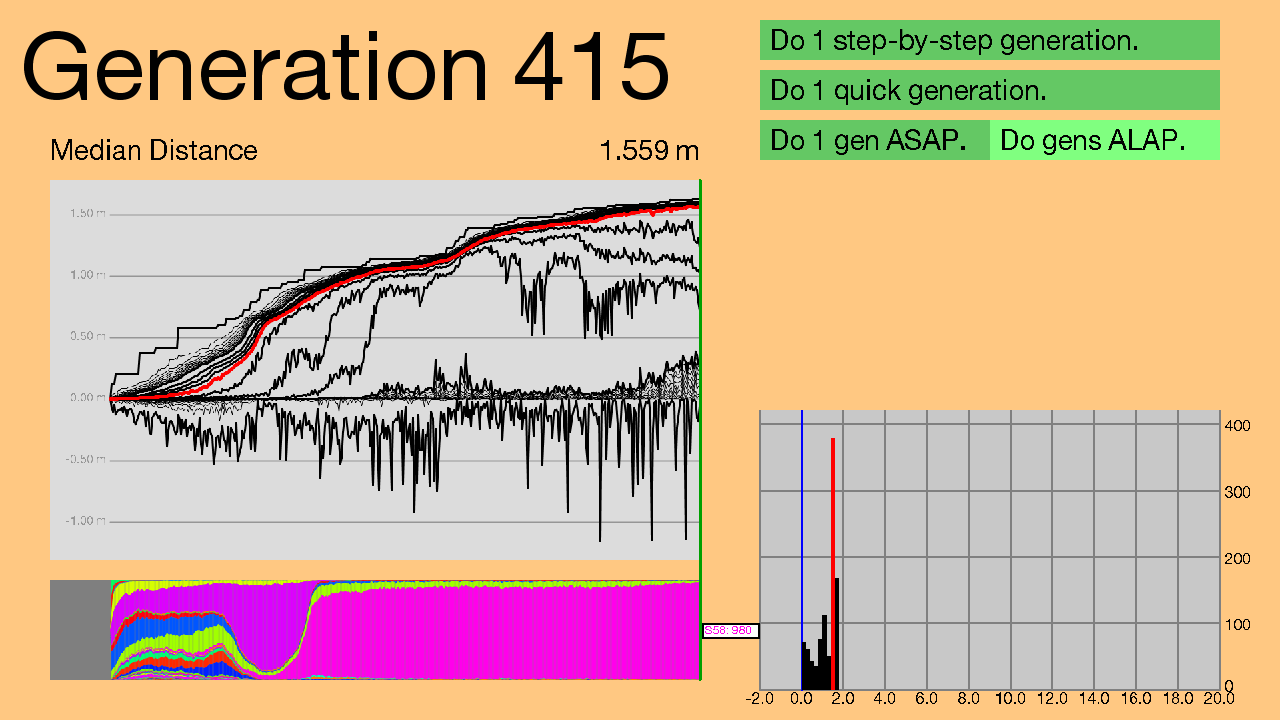 Generation 415
Do 1 step-by-step generation.
Do 1 quick generation.
Do 1 gen ASAP. Do gens ALAP.
Median Distance 1.559 m
1.50 m
1.00 m
0.50 m
0.00 m
-0.50 m
-1.00 m
S58: 980
400
300
200
100
0
-2.0 0.0 2.0 4.0 6.0 8.0 10.0 12.0 14.0 16.0 18.0 20.0